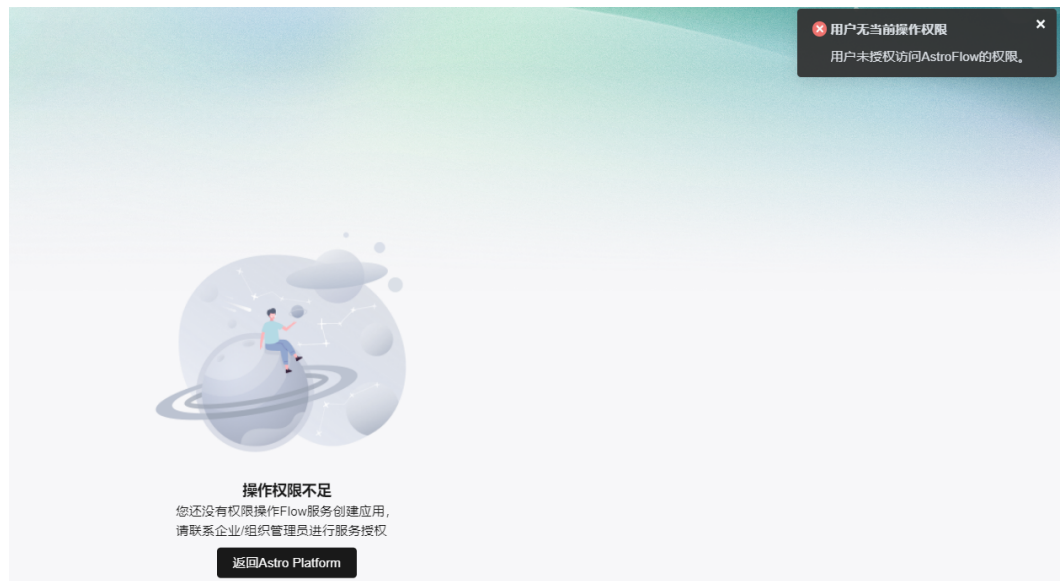 用户无当前操作权限
用户未授权访问AstroFlow的权限。
操作权限不足
您还没有权限操作Flow服务创建应用,
请联系企业/组织管理员进行服务授权
返回Astro Platform